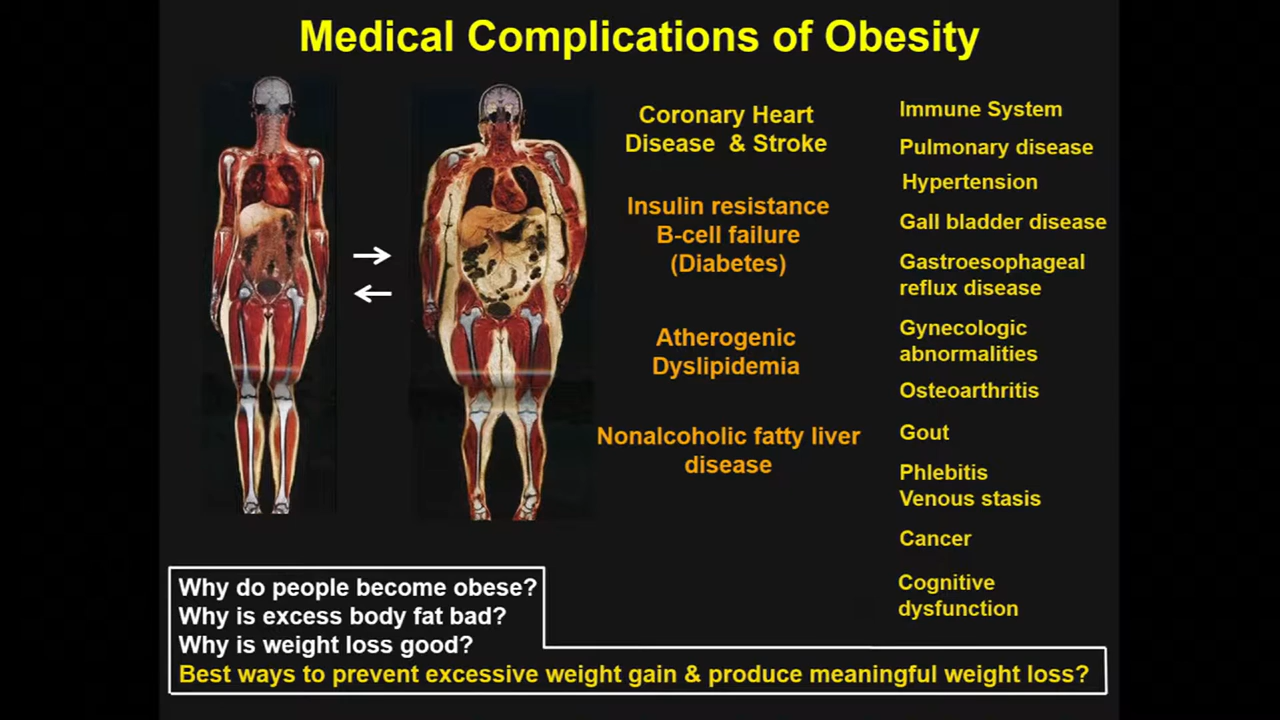 Medical Complications of Obesity
Coronary Heart
Disease & Stroke
Insulin resistance
B-cell failure
(Diabetes)
Atherogenic
Dyslipidemia
Nonalcoholic fatty liver
disease
Immune System
Pulmonary disease
Hypertension
Gall bladder disease
Gastroesophageal
reflux disease
Gynecologic
abnormalities
Osteoarthritis
Gout
Phlebitis
Venous stasis
Cancer
Cognitive
dysfunction
Why do people become obese?
Why is excess body fat bad?
Why is weight loss good?
Best ways to prevent excessive weight gain & produce meaningful weight loss?